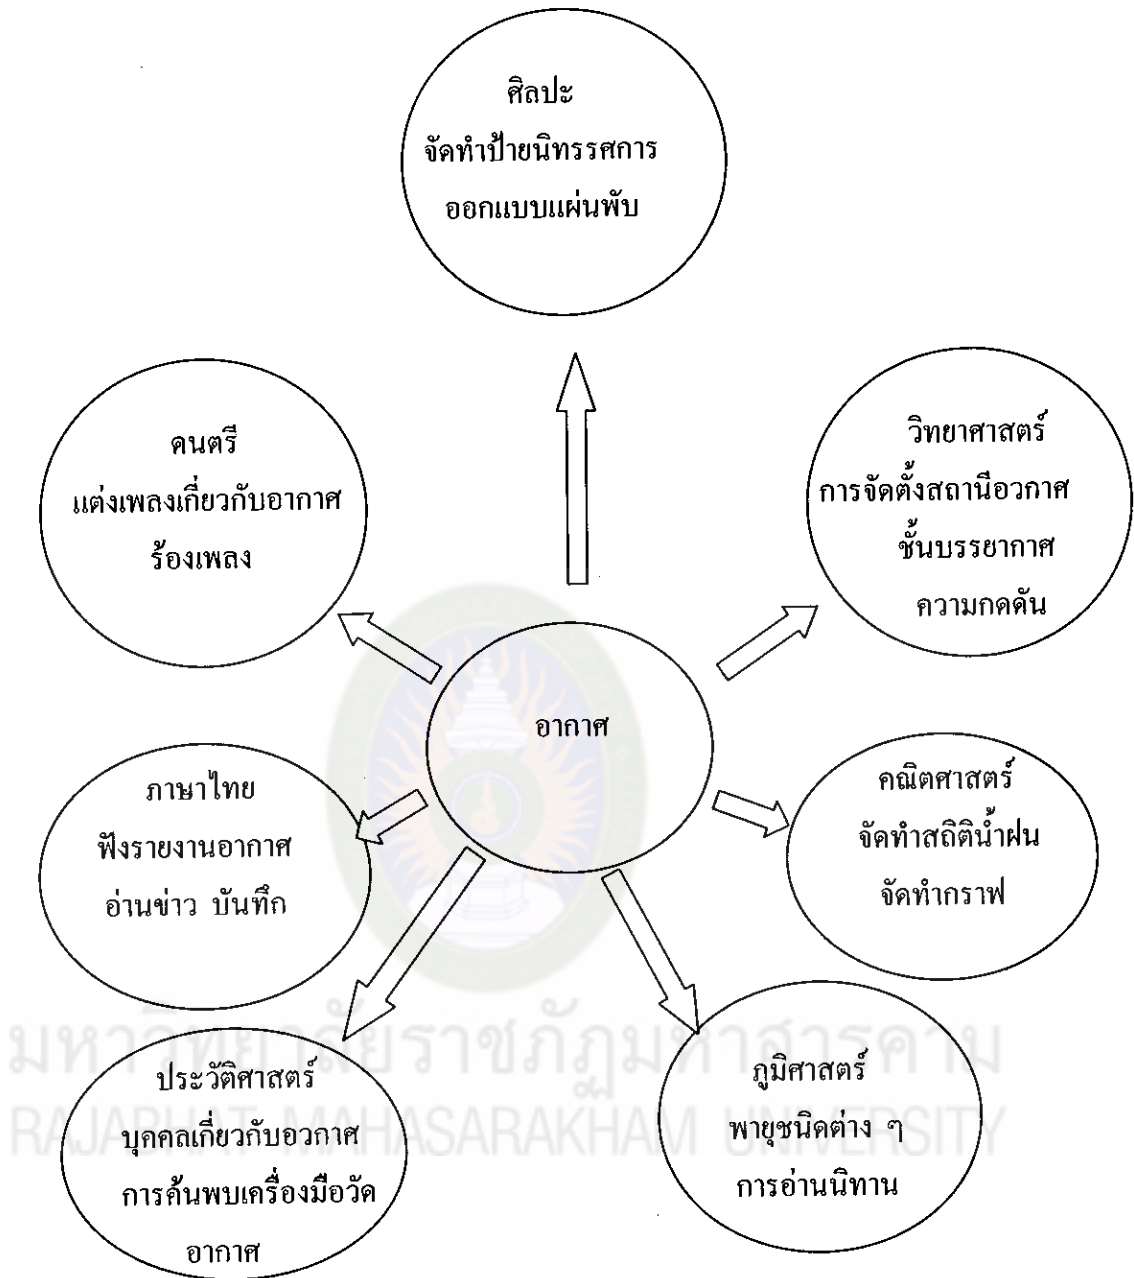 ศิลปะ
จัดทำป้ายนิทรรศการ
ออกแบบแผ่นพับ
ดนตรี
แต่งเพลงเกี่ยวกับอากาศ
ร้องเพลง
วิทยาศาสตร์
การจัดตั้งสถานีอวกาศ
ชั้นบรรยากาศ
ความกดดัน
อากาศ
ภาษาไทย
ฟังรายงานอากาศ
อ่านข่าว บันทึก
คณิตศาสตร์
จัดทำสถิติน้ำฝน
จัดทำกราฟ
ประวัติศาสตร์
บุคคลเกี่ยวกับอวกาศ
การค้นพบเครื่องมือวัด
อากาศ
ภูมิศาสตร์
พายุชนิดต่าง ๆ
การอ่านนิทาน
มหาวิทยาลัยราชภัฏมหาสารคาม
RAJABHAT MAHASARAKHAM UNIVERSITY